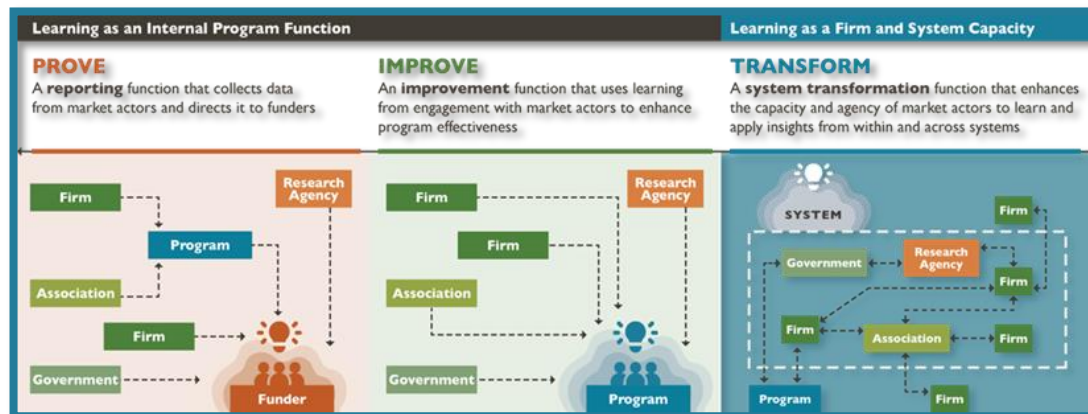 Learning as an Internal Program Function
Learning as a Firm and System Capacity
PROVE
A reporting function that collects data
from market actors and directs it to funders
IMPROVE
An improvement function that uses learning
from engagement with market actors to enhance
program effectiveness
TRANSFORM
A system transformation function that enhances
the capacity and agency of market actors to learn and
apply insights from within and across systems
Firm
Research
Agency
Program
Association
Firm
Government
Funder
Firm
Research
Agency
Firm
Association
Government
Program
SYSTEM
Firm
Government
Research
Agency
Firm
Firm
Association
Firm
Program
Firm